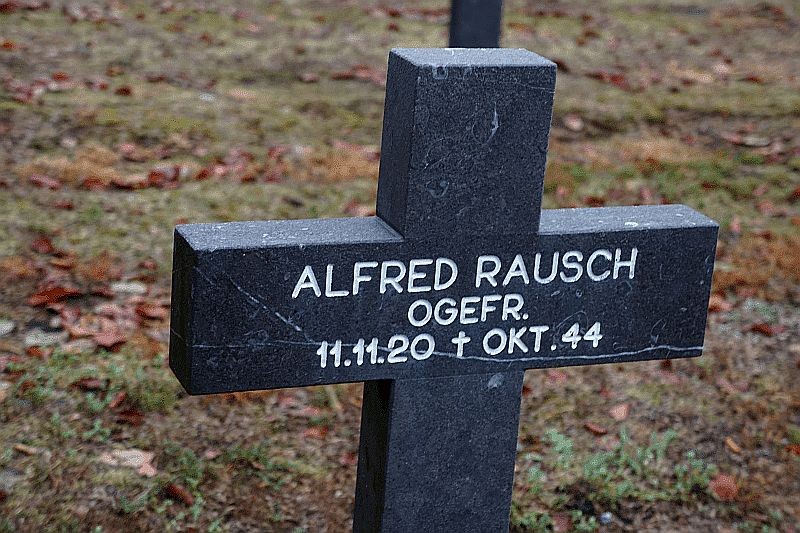 ALFRED RAUSCH
OGEFR.
11.11.20 ✝ OKT.44